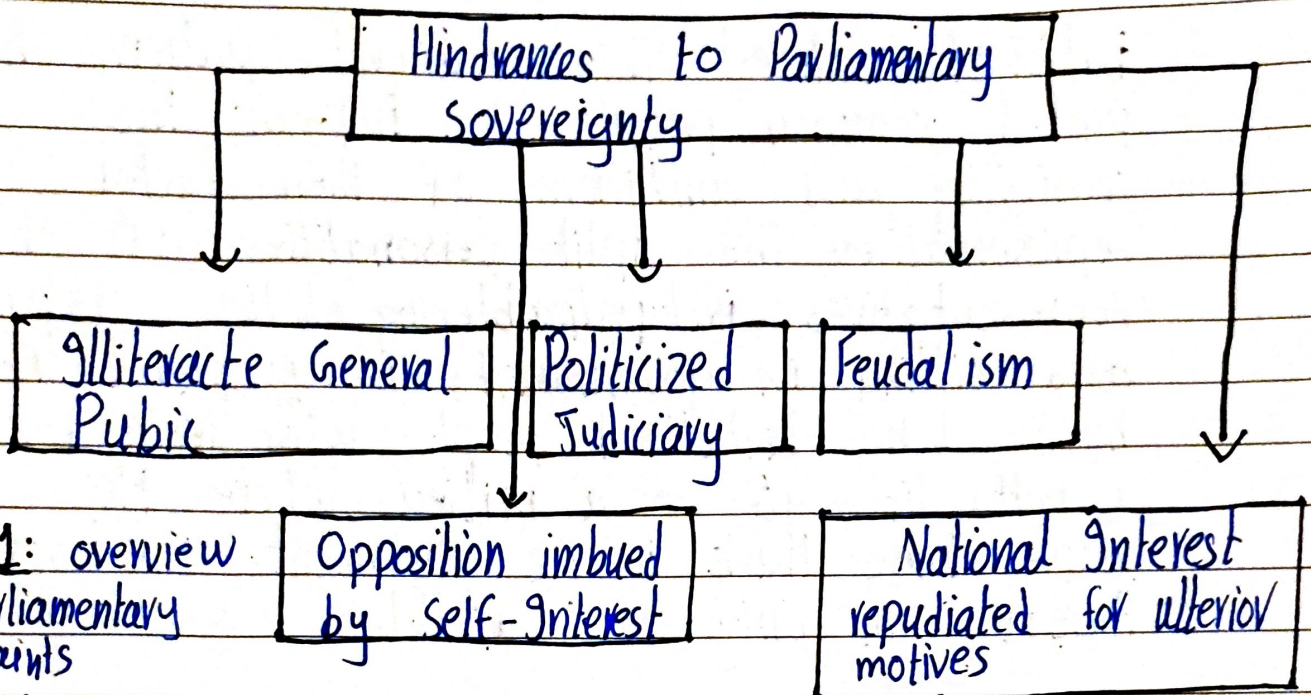 Hindrances to Parliamentary :
Sovereignty
Illiteracte General
Pubic
Politicized
Judiciary
Feudalism
1: overview
liamentary
Opposition imbued
by Self-Interest
National Interest
repudiated for ulterior
motives